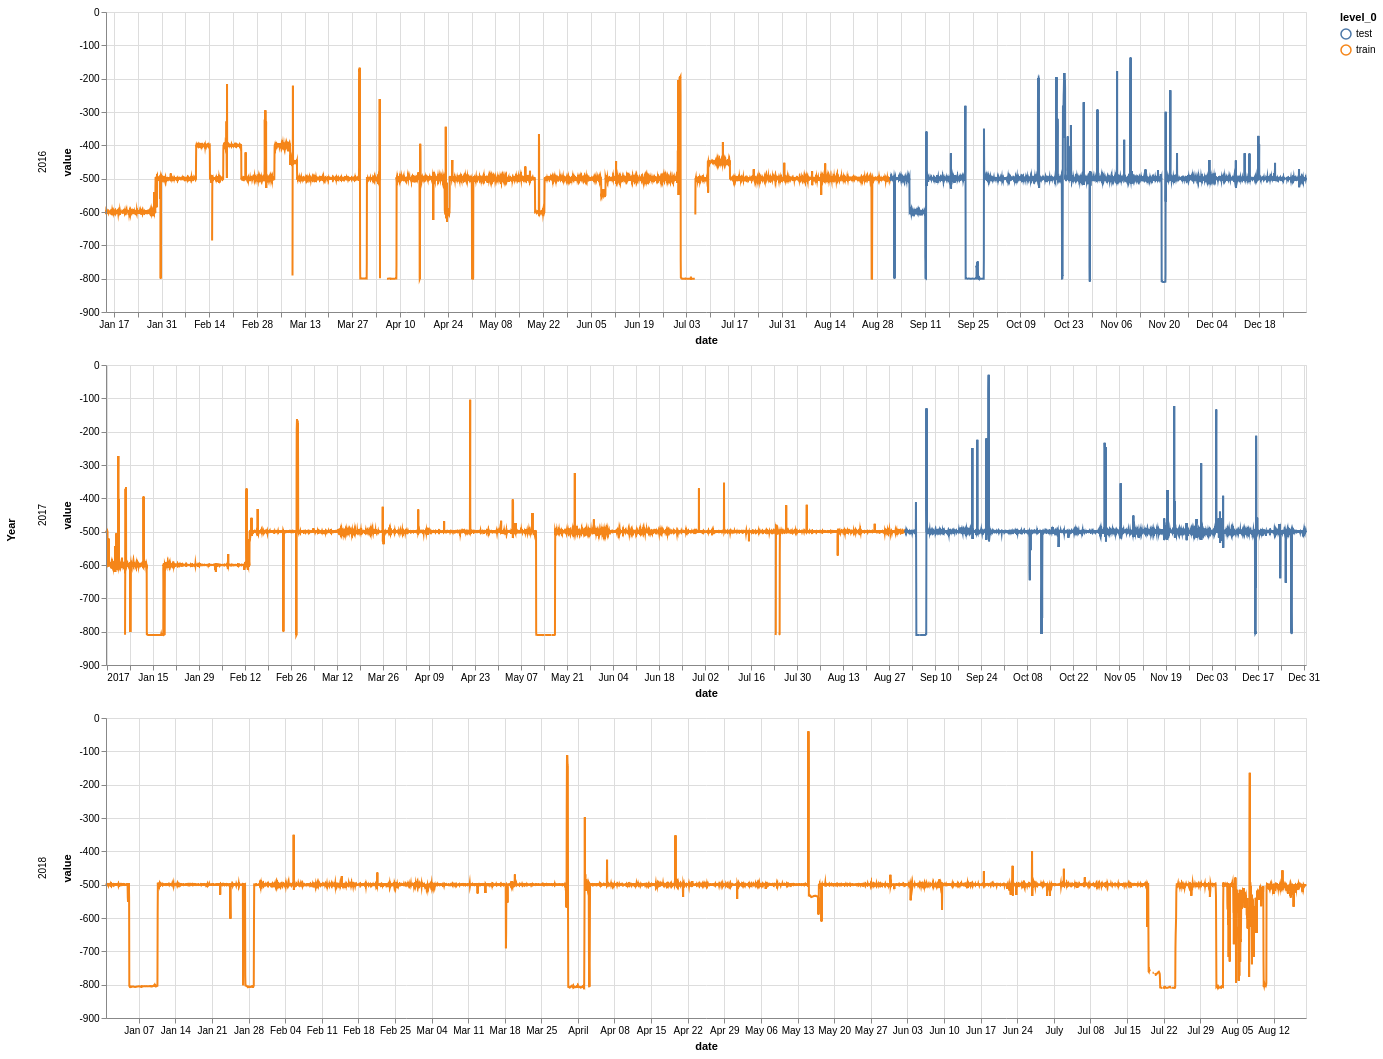 level_0
test
train
0
-100
-200
-300
-400
-500
-600
-700
-800
-900
value
2016
Jan 17 Jan 31 Feb 14 Feb 28 Mar 13 Mar 27 Apr 10 Apr 24 May 08 May 22 Jun 05 Jun 19 Jul 03 Jul 17 Jul 31 Aug 14 Aug 28 Sep 11 Sep 25 Oct 09 Oct 23 Nov 06 Nov 20 Dec 04 Dec 18
date
Year
0
-100
-200
-300
-400
-500
-600
-700
-800
-900
value
2017
2017 Jan 15 Jan 29 Feb 12 Feb 26 Mar 12 Mar 26 Apr 09 Apr 23 May 07 May 21 Jun 04 Jun 18 Jul 02 Jul 16 Jul 30 Aug 13 Aug 27 Sep 10 Sep 24 Oct 08 Oct 22 Nov 05 Nov 19 Dec 03 Dec 17 Dec 31
date
0
-100
-200
-300
-400
-500
-600
-700
-800
-900
value
2018
Jan 07 Jan 14 Jan 21 Jan 28 Feb 04 Feb 11 Feb 18 Feb 25 Mar 04 Mar 11 Mar 18 Mar 25 April Apr 08 Apr 15 Apr 22 Apr 29 May 06 May 13 May 20 May 27 Jun 03 Jun 10 Jun 17 Jun 24 July Jul 08 Jul 15 Jul 22 Jul 29 Aug 05 Aug 12
date